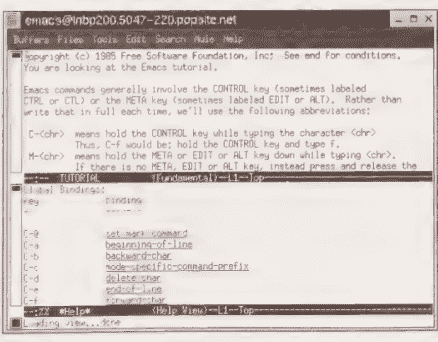 emacs@lnbp200.5047-220.popsite.net
Buffers Files Tools Edit Search Mule Help
Copyright (c) 1985 Free Software Foundation, Inc; See end for conditions.
You are looking at the Emacs tutorial.
Emacs commands generally involve the CONTROL key (sometimes labeled
CTRL or CTL) or the META key (sometimes labeled EDIT or ALT). Rather than
write that in full each time, we'll use the following abbreviations:
C-<chr> means hold the CONTROL key while typing the character <chr>
Thus, C-f would be: hold the CONTROL key and type f.
M-<chr> means hold the META or EDIT or ALT key down while typing <chr>.
If there is no META, EDIT or ALT key, instead press and release the
--:-- TUTORIAL (Fundamental)--L1--Top
Global Bindings:
key binding
C-@ set-mark-command
C-a beginning-of-line
C-b backward-char
C-c mode-specific-command-prefix
C-d delete-char
C-e end-of-line
C-f forward-char
--:%% *Help* (Help View)--L1--Top
Loading view...done